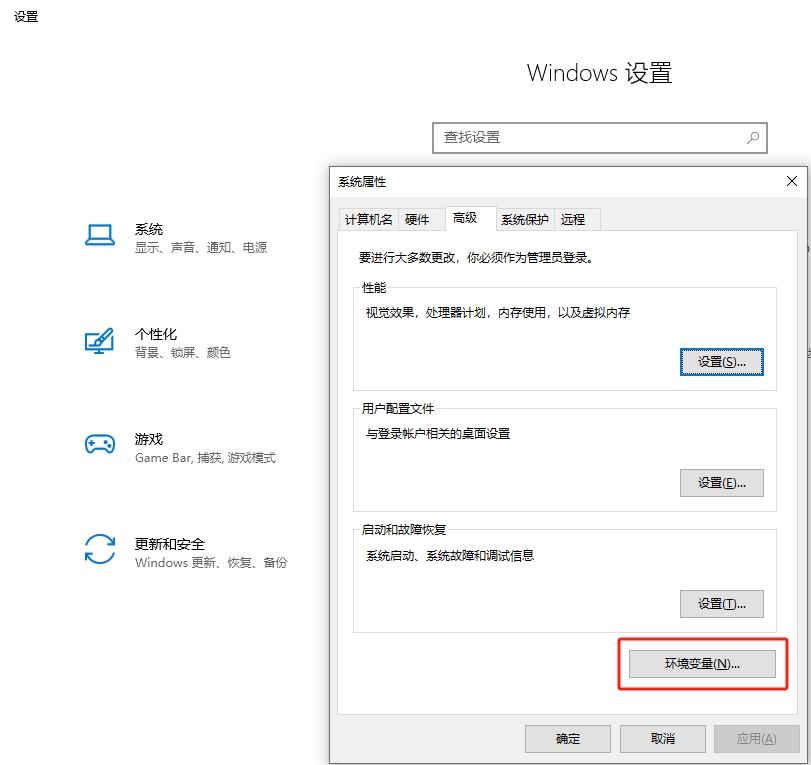 设置
Windows 设置
查找设置
系统
显示、声音、通知、电源
个性化
背景、锁屏、颜色
游戏
Game Bar, 捕获, 游戏模式
更新和安全
Windows 更新、恢复、备份
系统属性
计算机名 硬件 高级 系统保护 远程
要进行大多数更改，你必须作为管理员登录。
性能
视觉效果，处理器计划，内存使用，以及虚拟内存
设置(S)...
用户配置文件
与登录帐户相关的桌面设置
设置(E)...
启动和故障恢复
系统启动、系统故障和调试信息
设置(T)...
环境变量(N)...
确定 取消 应用(A)